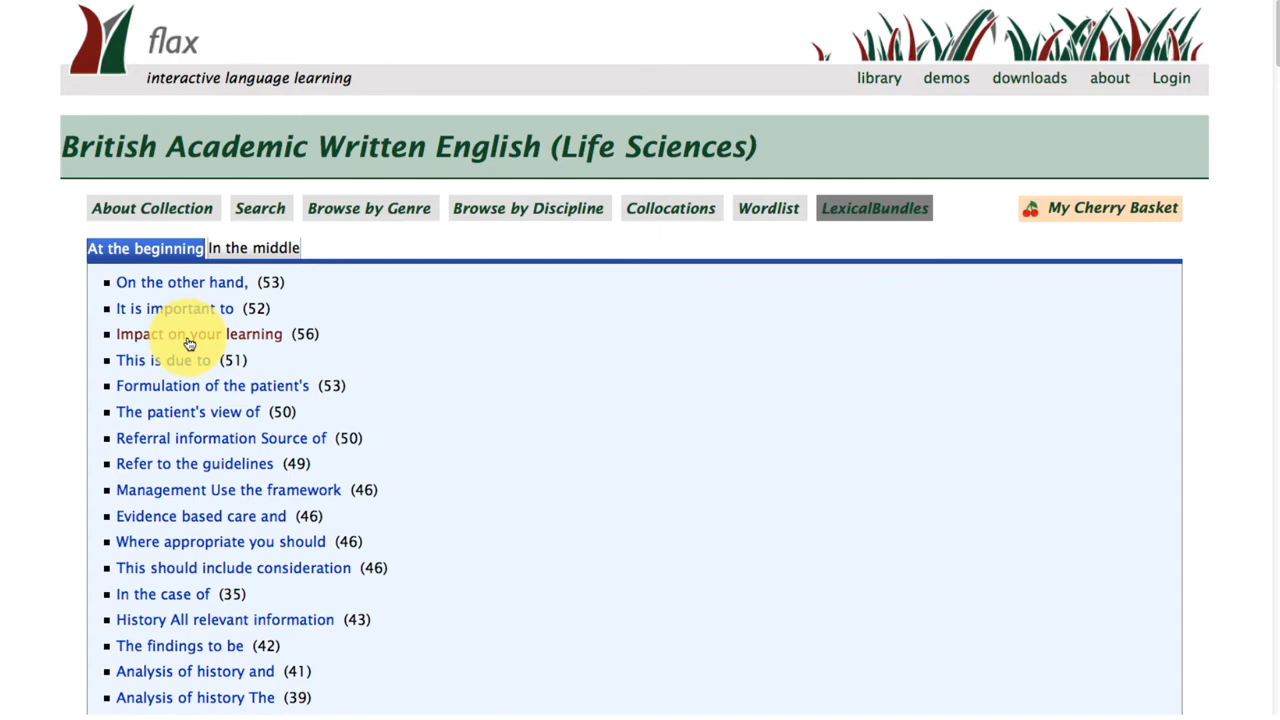 flax
interactive language learning
library demos downloads about Login
British Academic Written English (Life Sciences)
About Collection Search Browse by Genre Browse by Discipline Collocations Wordlist LexicalBundles My Cherry Basket
At the beginning In the middle
On the other hand, (53)
It is important to (52)
Impact on your learning (56)
This is due to (51)
Formulation of the patient's (53)
The patient's view of (50)
Referral information Source of (50)
Refer to the guidelines (49)
Management Use the framework (46)
Evidence based care and (46)
Where appropriate you should (46)
This should include consideration (46)
In the case of (35)
History All relevant information (43)
The findings to be (42)
Analysis of history and (41)
Analysis of history The (39)